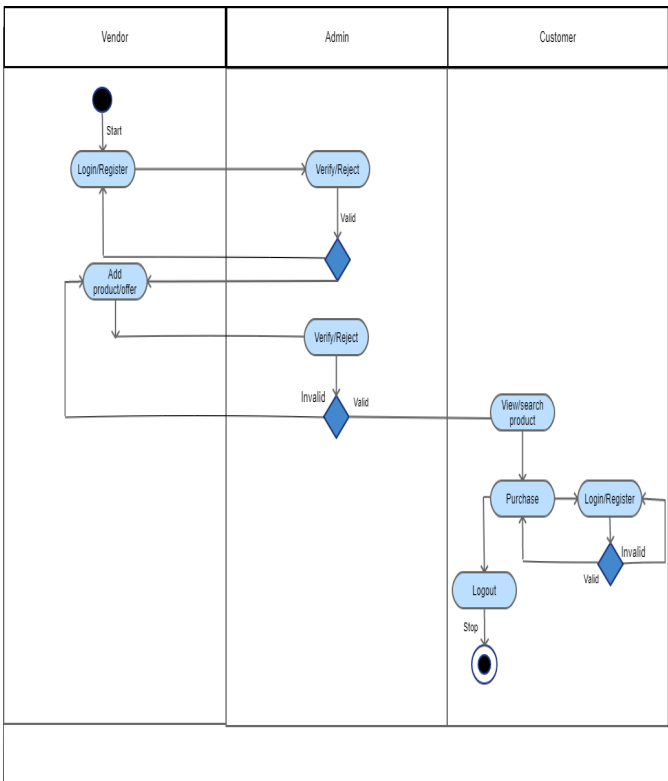 Vendor
Admin
Customer
Start
Login/Register
Verify/Reject
Valid
Add
product/offer
Verify/Reject
Invalid
Valid
View/search
product
Purchase
Login/Register
Invalid
Valid
Logout
Stop